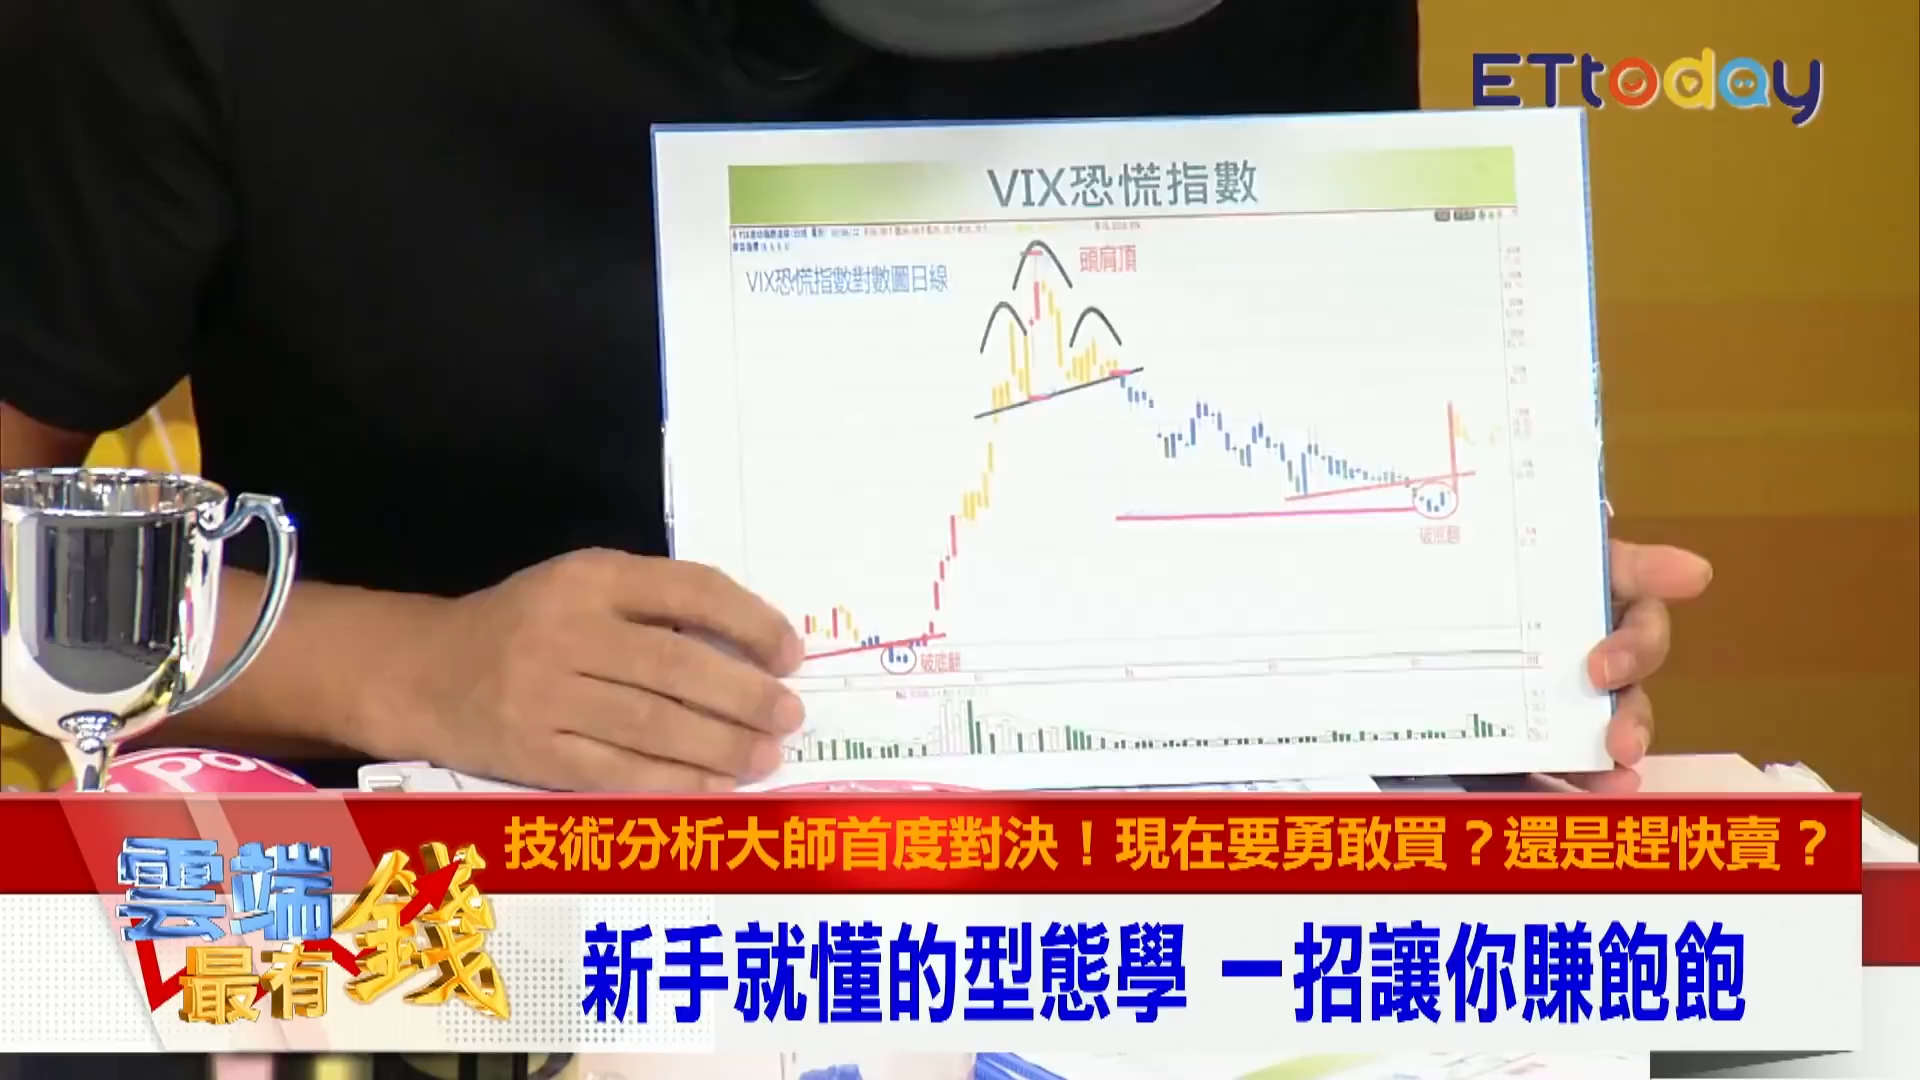 ETtoday
VIX恐慌指數
VIX恐慌指數對數圖日線
頭肩頂
破底翻
破底翻
技術分析大師首度對決！現在要勇敢買？還是趕快賣？
雲端最有錢
新手就懂的型態學 一招讓你賺飽飽